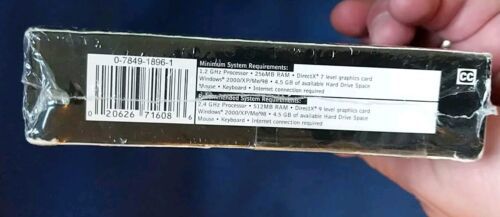 0-7849-1896-1
0 20626 71608 6
Minimum System Requirements:
1.2 GHz Processor • 256MB RAM • DirectX® 7 level graphics card
Windows® 2000/XP/Me/98 • 4.5 GB of available Hard Drive Space
Mouse • Keyboard • Internet connection required
System Requirements:
2.4 GHz Processor • 512MB RAM • DirectX® 9 level graphics card
Windows® 2000/XP/Me/98 • 4.5 GB of available Hard Drive Space
Mouse • Keyboard • Internet connection required
CC